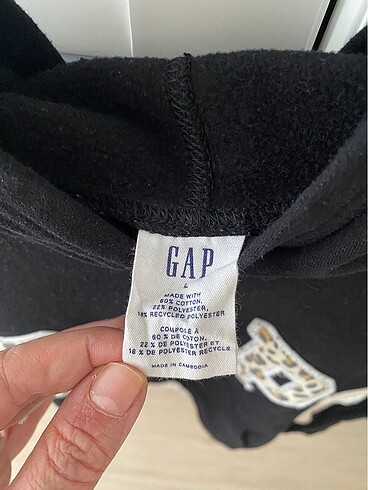 GAP
L
MADE WITH
60% COTTON,
22% POLYESTER,
18% RECYCLED POLYESTER
COMPOSÉ À
60 % DE COTON,
22 % DE POLYESTER ET
18 % DE POLYESTER RECYCLÉ
MADE IN CAMBODIA